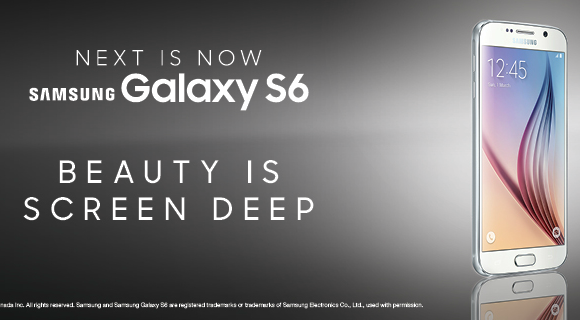 NEXT IS NOW
SAMSUNG Galaxy S6
BEAUTY IS
SCREEN DEEP
SAMSUNG
12:45
nada Inc. All rights reserved. Samsung and Samsung Galaxy S6 are registered trademarks or trademarks of Samsung Electronics Co., Ltd., used with permission.